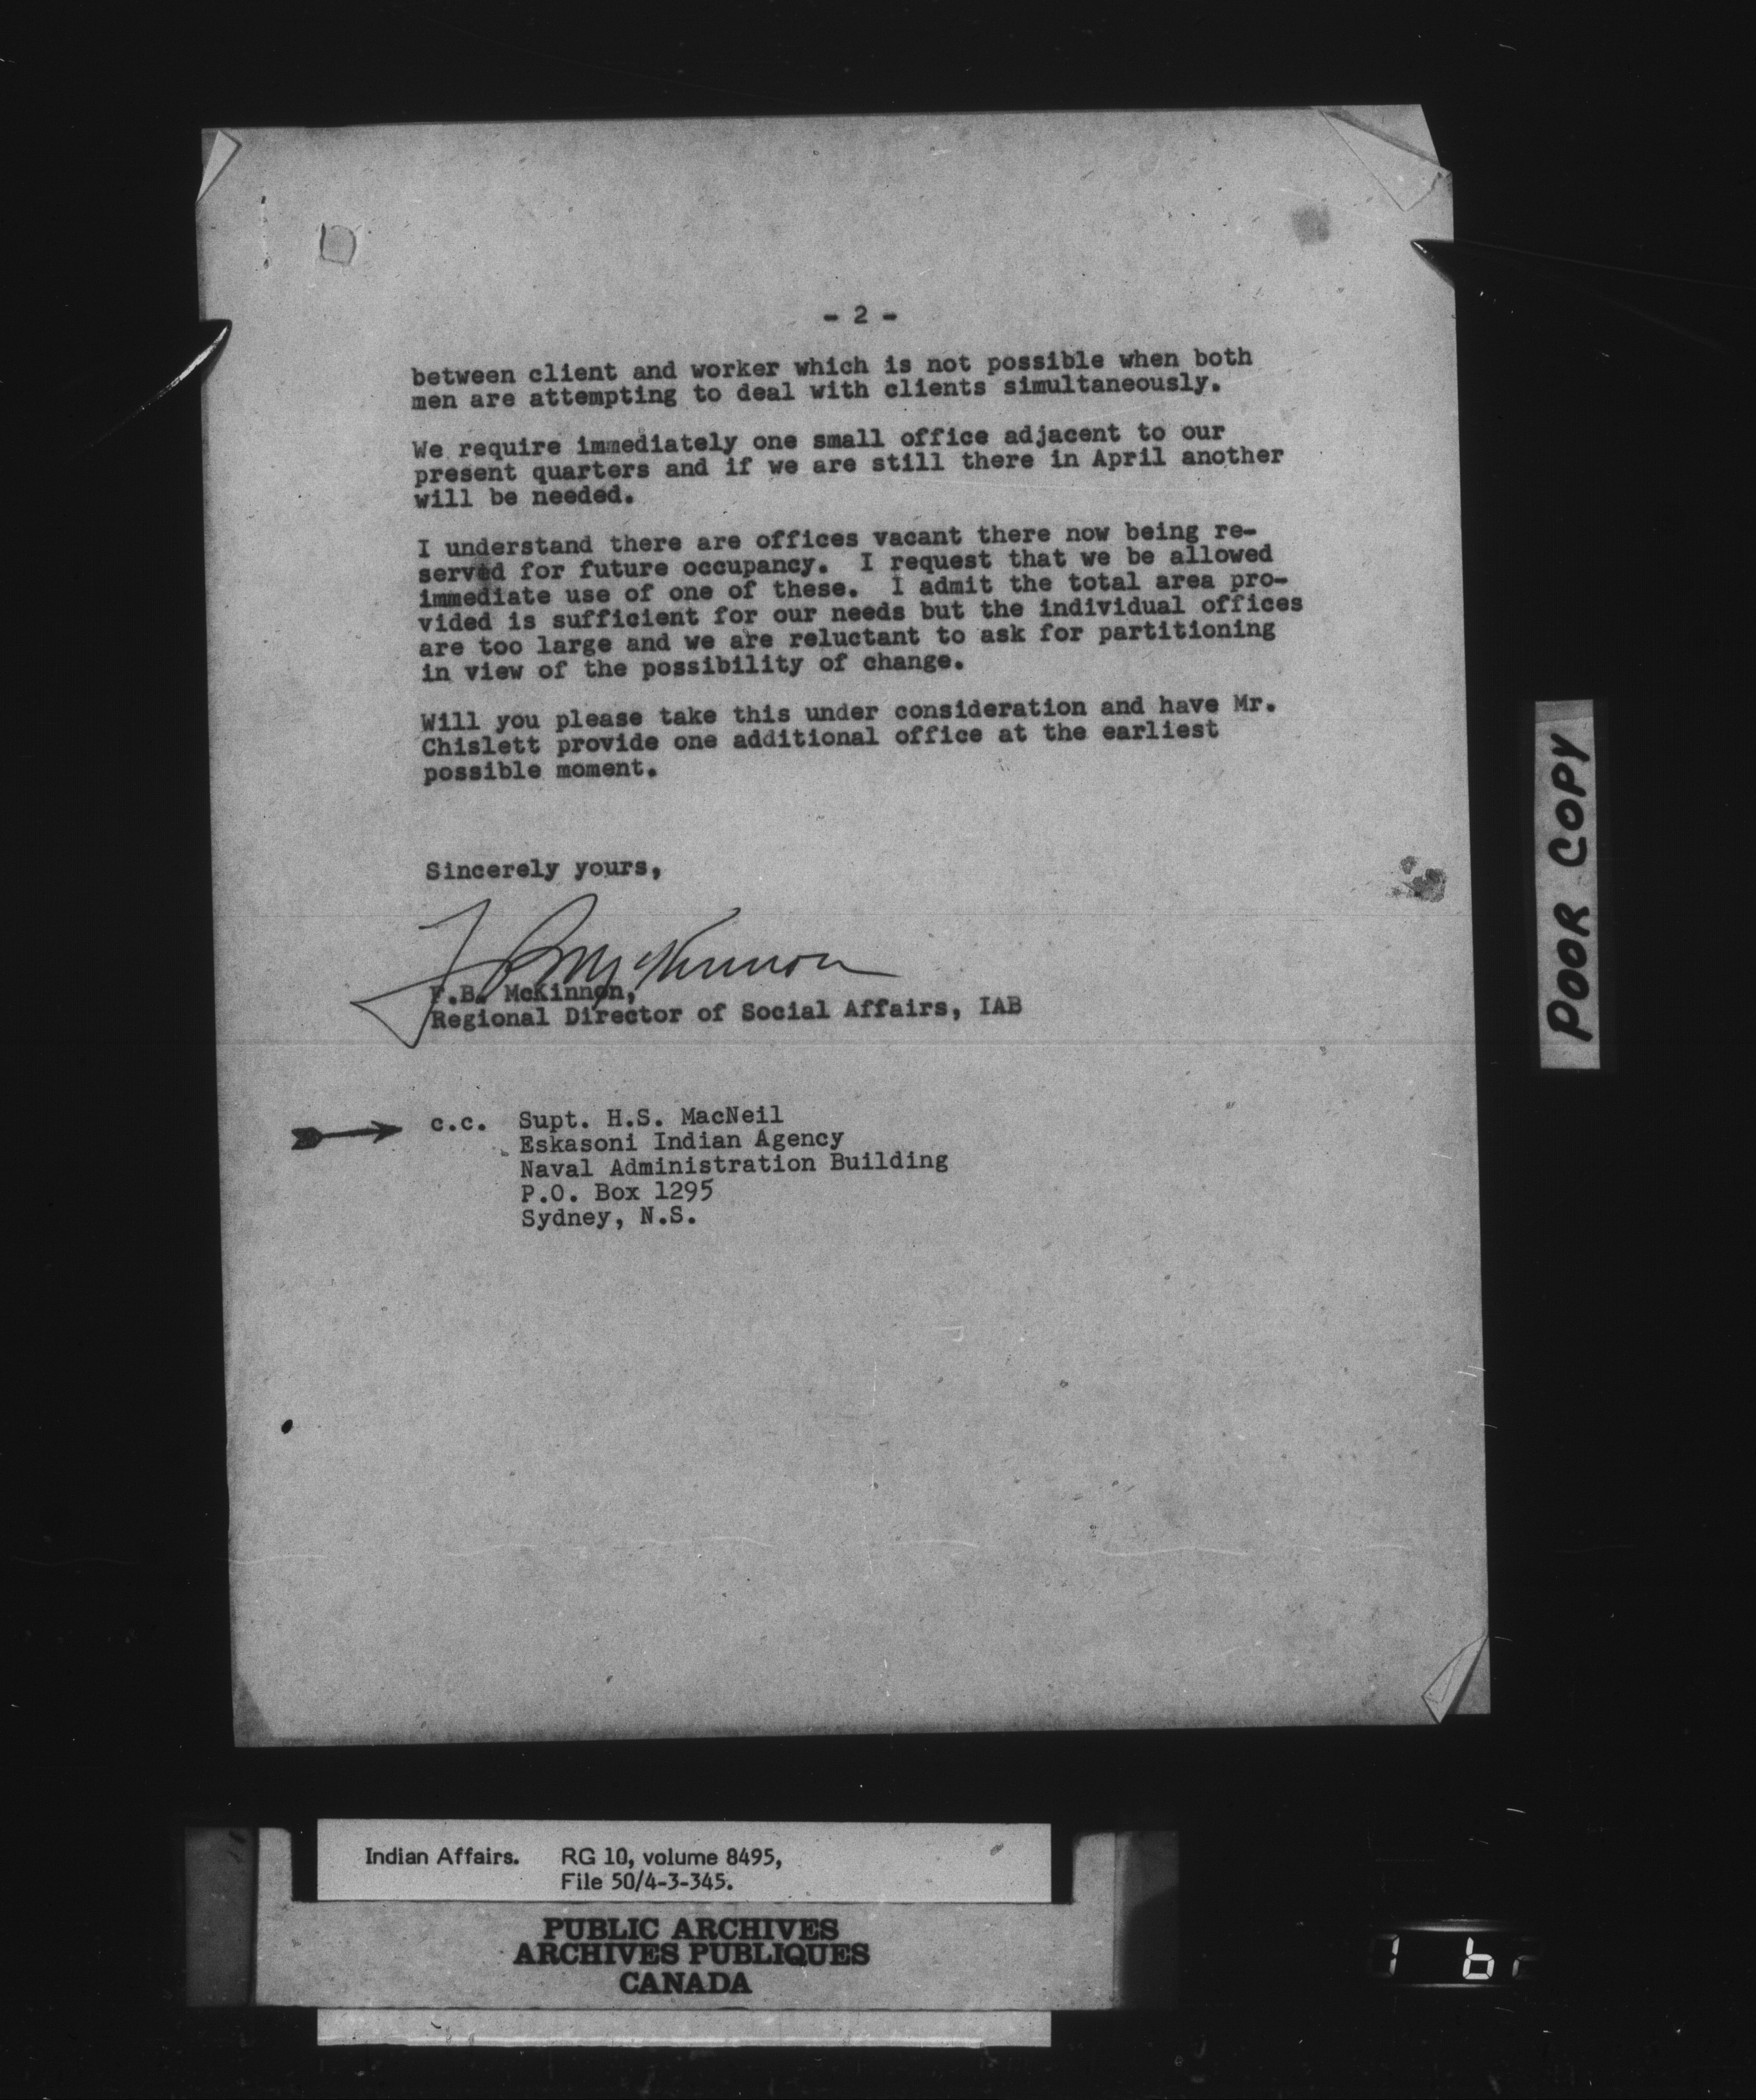 - 2 -
between client and worker which is not possible when both
men are attempting to deal with clients simultaneously.
We require immediately one small office adjacent to our
present quarters and if we are still there in April another
will be needed.
I understand there are offices vacant there now being re-
served for future occupancy. I request that we be allowed
immediate use of one of these. I admit the total area pro-
vided is sufficient for our needs but the individual offices
are too large and we are reluctant to ask for partitioning
in view of the possibility of change.
Will you please take this under consideration and have Mr.
Chislett provide one additional office at the earliest
possible moment.
Sincerely yours,
F B McKinnon
F.B. McKinnon,
Regional Director of Social Affairs, IAB
c.c. Supt. H.S. MacNeil
Eskasoni Indian Agency
Naval Administration Building
P.O. Box 1295
Sydney, N.S.
POOR COPY
Indian Affairs. RG 10, volume 8495,
File 50/4-3-345.
PUBLIC ARCHIVES
ARCHIVES PUBLIQUES
CANADA